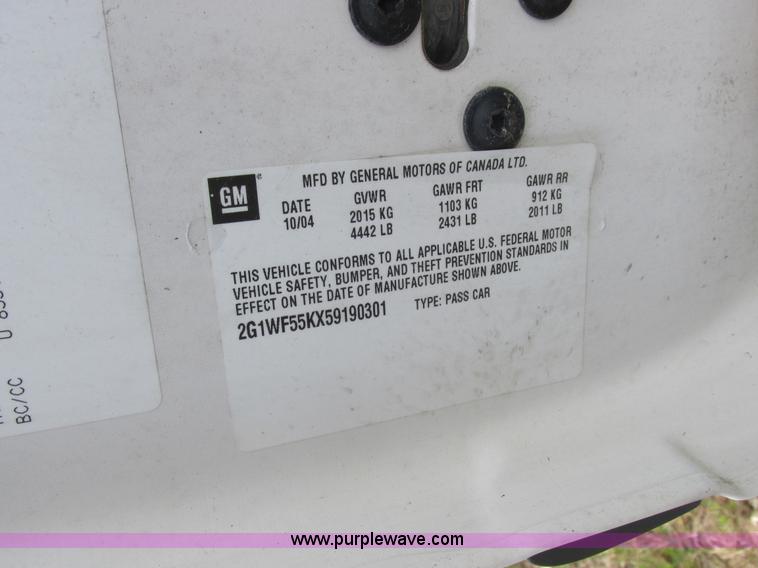 MFD BY GENERAL MOTORS OF CANADA LTD.
GM
DATE GVWR GAWR FRT GAWR RR
10/04 2015 KG 1103 KG 912 KG
4442 LB 2431 LB 2011 LB
THIS VEHICLE CONFORMS TO ALL APPLICABLE U.S. FEDERAL MOTOR
VEHICLE SAFETY, BUMPER, AND THEFT PREVENTION STANDARDS IN
EFFECT ON THE DATE OF MANUFACTURE SHOWN ABOVE.
2G1WF55KX59190301 TYPE: PASS CAR
BC/CC
www.purplewave.com